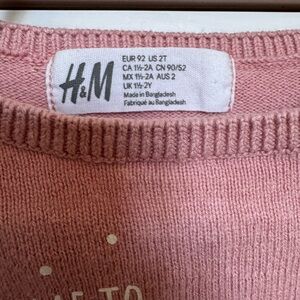 H&M
EUR 92 US 2T
CA 1½-2A CN 90/52
MX 1½-2A AUS 2
UK 1½-2Y
Made in Bangladesh
Fabriqué au Bangladesh
TO